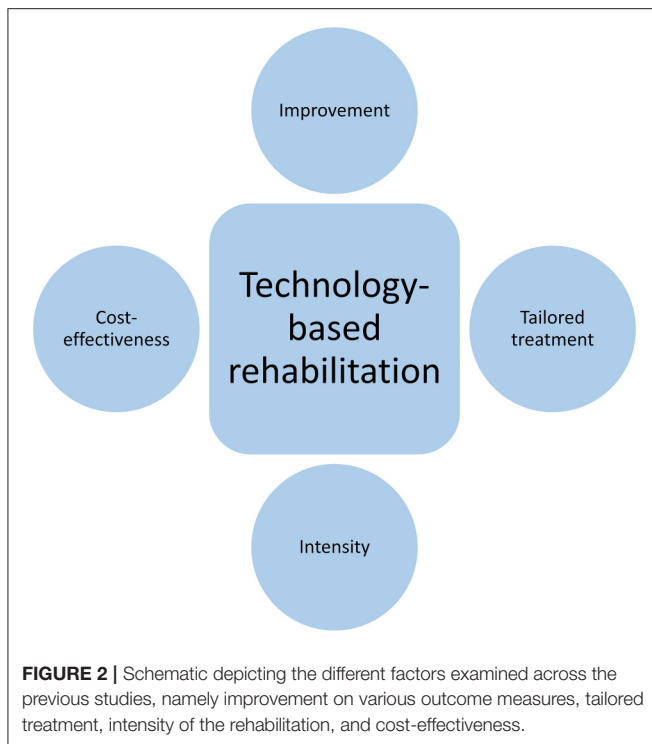 Improvement
Technology-
based
rehabilitation
Cost-
effectiveness
Tailored
treatment
Intensity
FIGURE 2 | Schematic depicting the different factors examined across the
previous studies, namely improvement on various outcome measures, tailored
treatment, intensity of the rehabilitation, and cost-effectiveness.